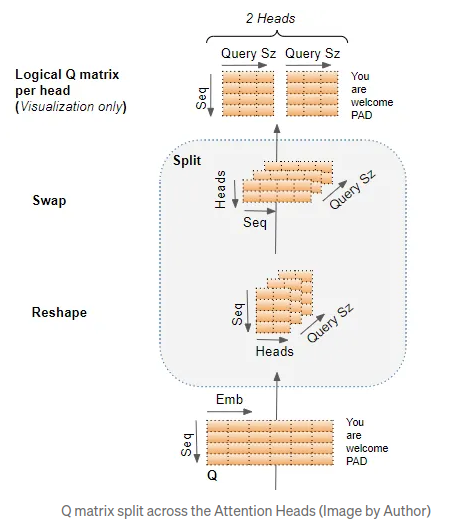 2 Heads
Query Sz Query Sz
Logical Q matrix
per head
(Visualization only)
Seq
You
are
welcome
PAD
Split
Swap
Heads
Query Sz
Seq
Reshape
Seq
Query Sz
Heads
Emb
Seq
You
are
welcome
PAD
Q
Q matrix split across the Attention Heads (Image by Author)